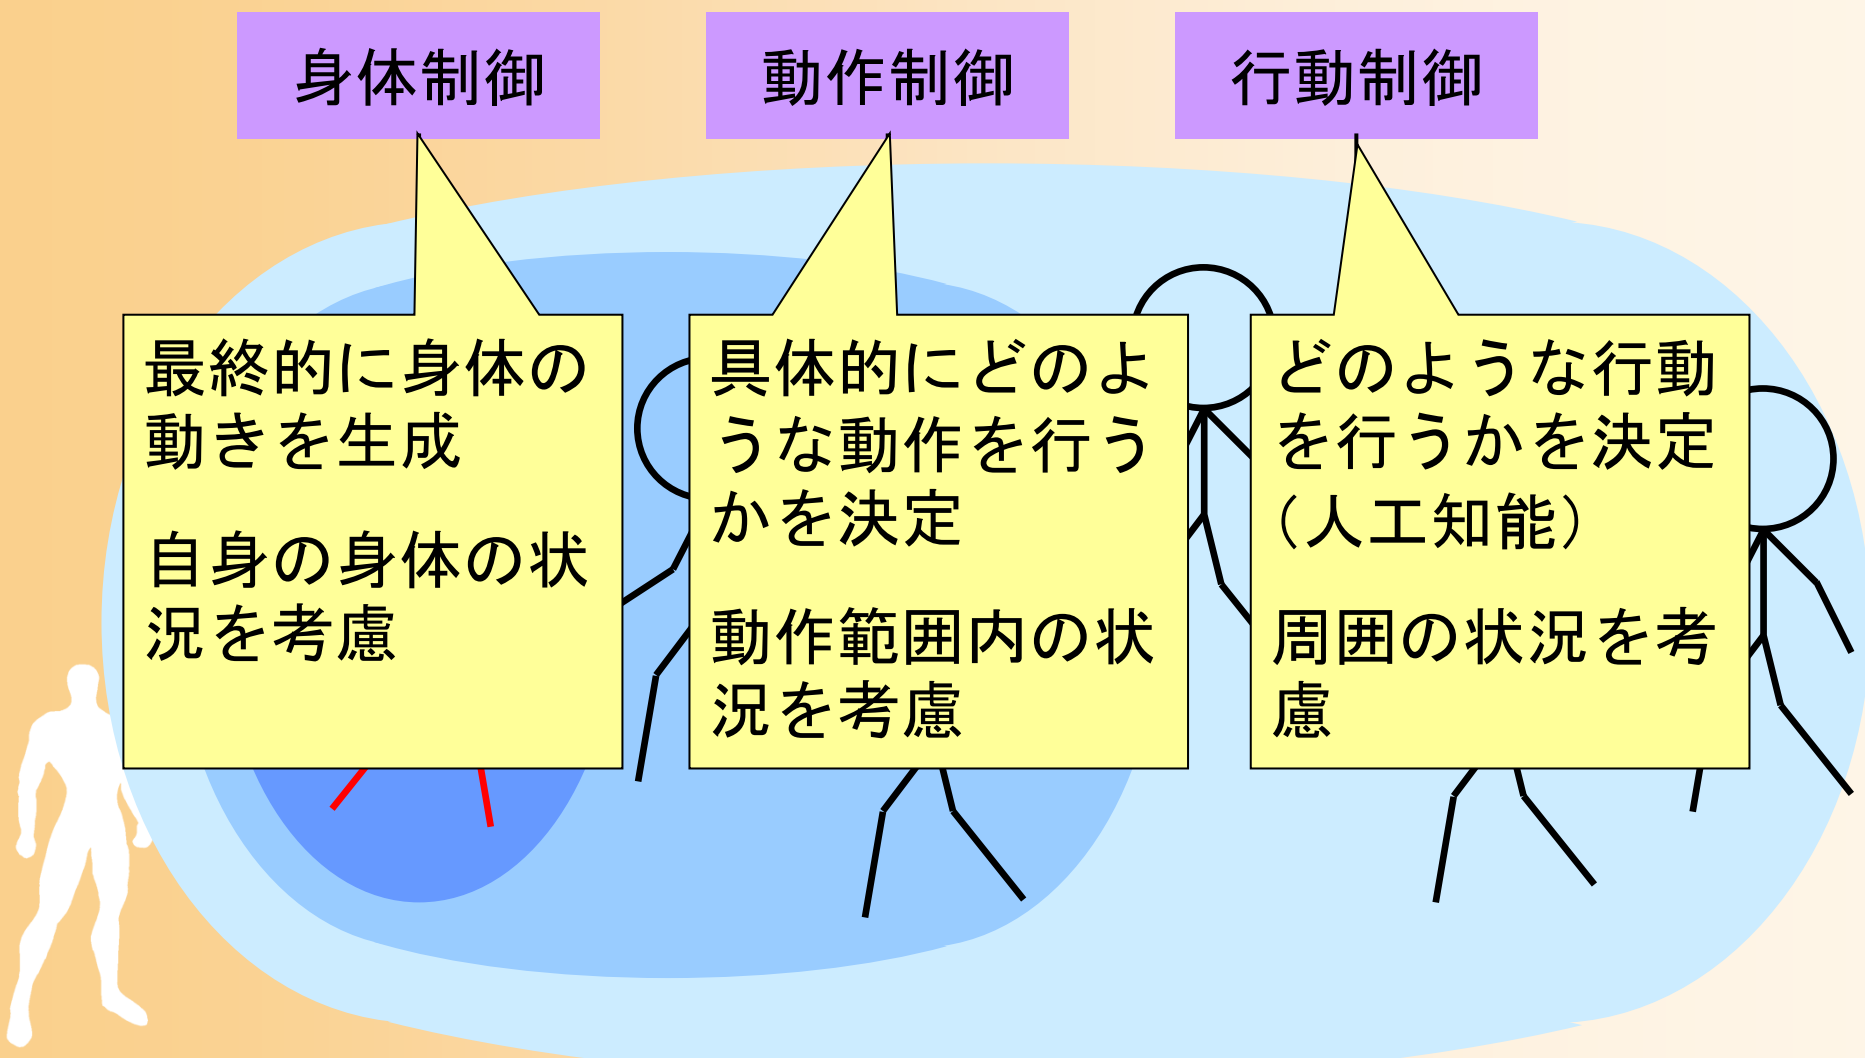 身体制御
動作制御
行動制御
最終的に身体の
動きを生成
自身の身体の状
況を考慮
具体的にどのよ
うな動作を行う
かを決定
動作範囲内の状
況を考慮
どのような行動
を行うかを決定
(人工知能)
周囲の状況を考
慮